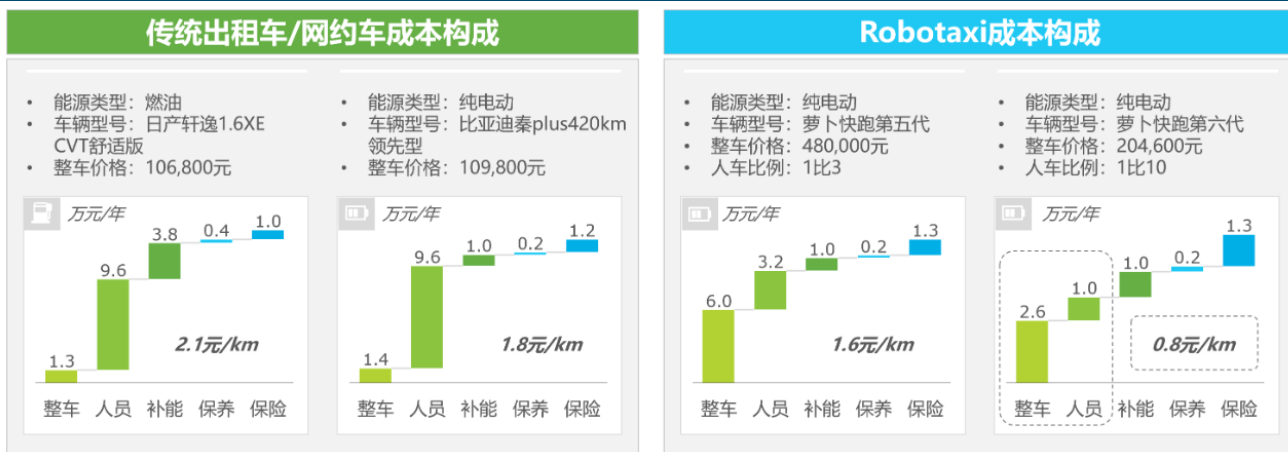 传统出租车/网约车成本构成
• 能源类型：燃油
• 车辆型号：日产轩逸1.6XE
CVT舒适版
• 整车价格：106,800元
万元/年
1.3
9.6
3.8
0.4
1.0
2.1元/km
整车 人员 补能 保养 保险
• 能源类型：纯电动
• 车辆型号：比亚迪秦plus420km
领先型
• 整车价格：109,800元
万元/年
1.4
9.6
1.0
0.2
1.2
1.8元/km
整车 人员 补能 保养 保险
Robotaxi成本构成
• 能源类型：纯电动
• 车辆型号：萝卜快跑第五代
• 整车价格：480,000元
• 人车比例：1比3
万元/年
6.0
3.2
1.0
0.2
1.3
1.6元/km
整车 人员 补能 保养 保险
• 能源类型：纯电动
• 车辆型号：萝卜快跑第六代
• 整车价格：204,600元
• 人车比例：1比10
万元/年
2.6
1.0
1.0
0.2
1.3
0.8元/km
整车 人员 补能 保养 保险